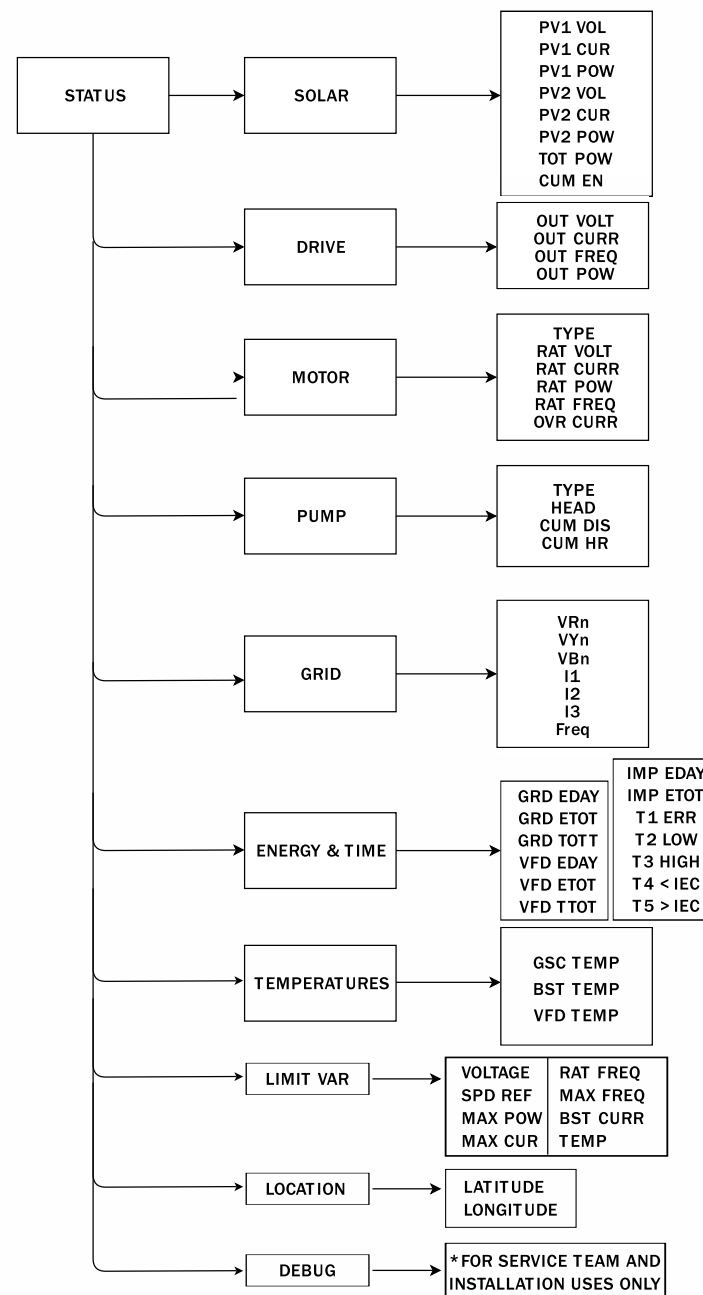 STATUS
SOLAR
PV1 VOL
PV1 CUR
PV1 POW
PV2 VOL
PV2 CUR
PV2 POW
TOT POW
CUM EN
DRIVE
OUT VOLT
OUT CURR
OUT FREQ
OUT POW
MOTOR
TYPE
RAT VOLT
RAT CURR
RAT POW
RAT FREQ
OVR CURR
PUMP
TYPE
HEAD
CUM DIS
CUM HR
GRID
VRn
VYn
VBn
I1
I2
I3
Freq
ENERGY & TIME
GRD EDAY
GRD ETOT
GRD TOTT
VFD EDAY
VFD ETOT
VFD TTOT
IMP EDAY
IMP ETOT
T1 ERR
T2 LOW
T3 HIGH
T4 < IEC
T5 > IEC
TEMPERATURES
GSC TEMP
BST TEMP
VFD TEMP
LIMIT VAR
VOLTAGE
SPD REF
MAX POW
MAX CUR
RAT FREQ
MAX FREQ
BST CURR
TEMP
LOCATION
LATITUDE
LONGITUDE
DEBUG
*FOR SERVICE TEAM AND
INSTALLATION USES ONLY